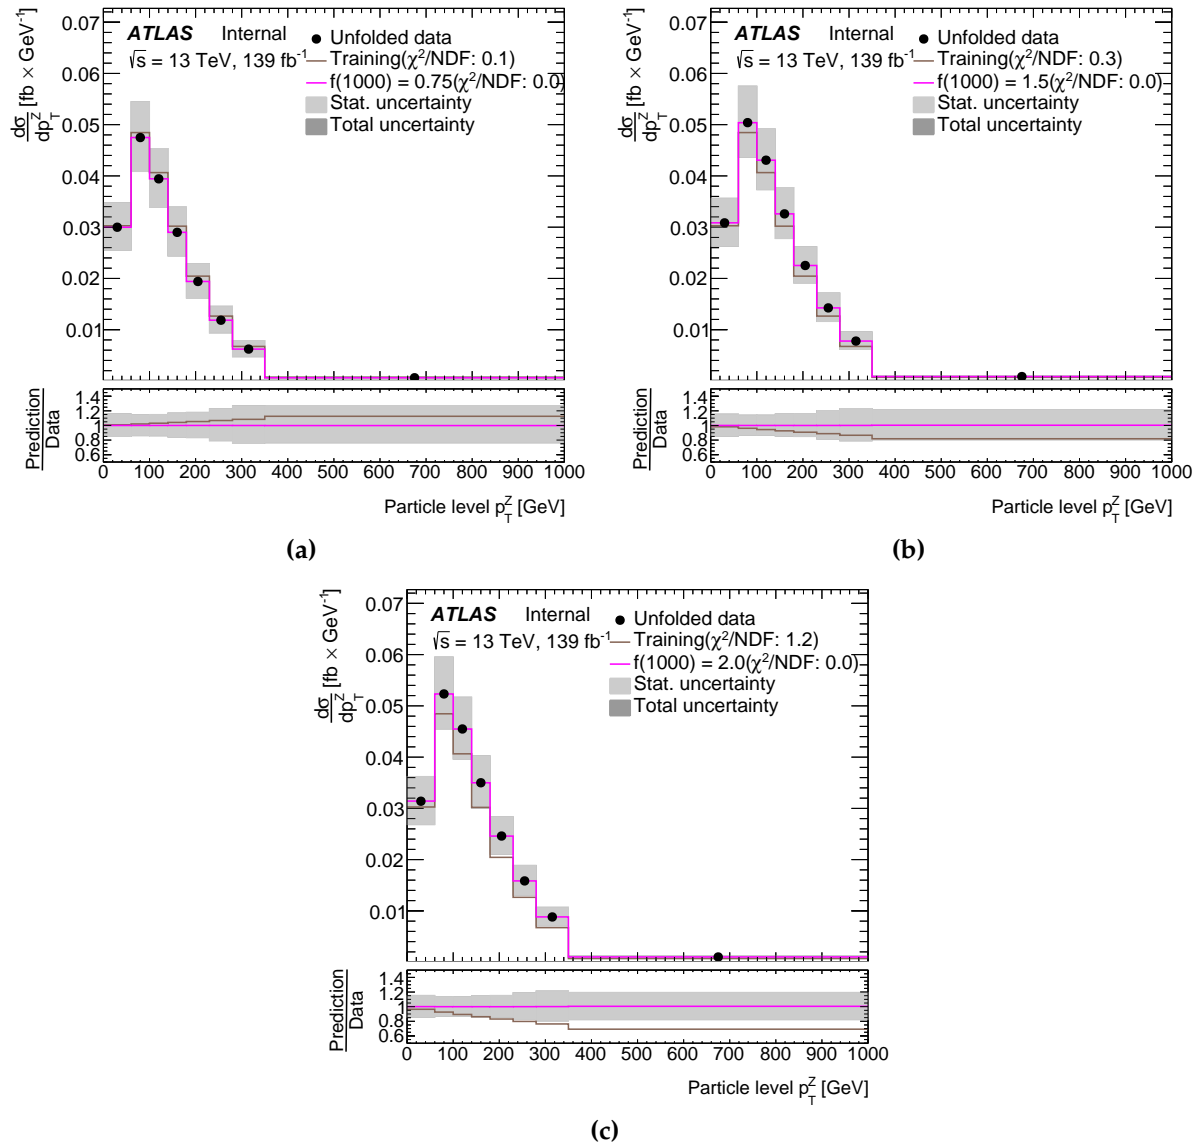 0.07
0.06
0.05
0.04
0.03
0.02
0.01
dσ/dp_T^Z [fb × GeV⁻¹]
ATLAS Internal
√s = 13 TeV, 139 fb⁻¹
Unfolded data
Training(χ²/NDF: 0.1)
f(1000) = 0.75(χ²/NDF: 0.0)
Stat. uncertainty
Total uncertainty
1.4
1.2
1
0.8
0.6
Prediction
Data
0 100 200 300 400 500 600 700 800 900 1000
Particle level p_T^Z [GeV]
(a)
0.07
0.06
0.05
0.04
0.03
0.02
0.01
dσ/dp_T^Z [fb × GeV⁻¹]
ATLAS Internal
√s = 13 TeV, 139 fb⁻¹
Unfolded data
Training(χ²/NDF: 0.3)
f(1000) = 1.5(χ²/NDF: 0.0)
Stat. uncertainty
Total uncertainty
1.4
1.2
1
0.8
0.6
Prediction
Data
0 100 200 300 400 500 600 700 800 900 1000
Particle level p_T^Z [GeV]
(b)
0.07
0.06
0.05
0.04
0.03
0.02
0.01
dσ/dp_T^Z [fb × GeV⁻¹]
ATLAS Internal
√s = 13 TeV, 139 fb⁻¹
Unfolded data
Training(χ²/NDF: 1.2)
f(1000) = 2.0(χ²/NDF: 0.0)
Stat. uncertainty
Total uncertainty
1.4
1.2
1
0.8
0.6
Prediction
Data
0 100 200 300 400 500 600 700 800 900 1000
Particle level p_T^Z [GeV]
(c)